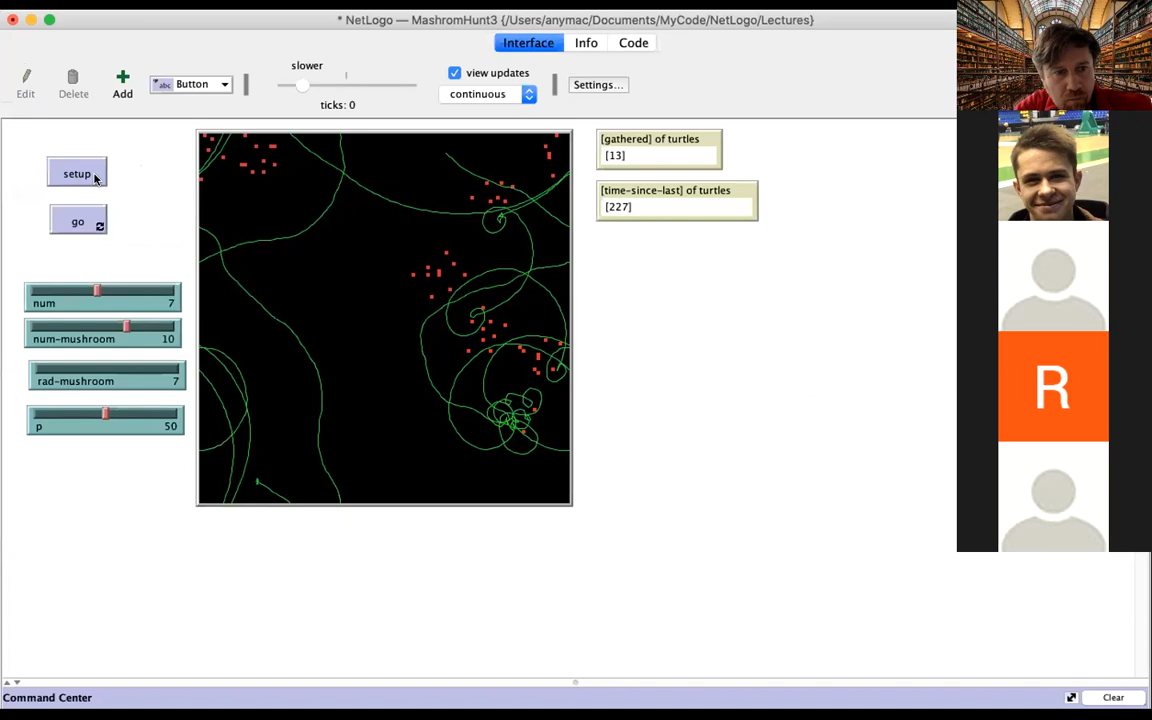 * NetLogo — MashromHunt3 {/Users/anymac/Documents/MyCode/NetLogo/Lectures}
Interface Info Code
Edit
Delete
Add
abc Button
slower
ticks: 0
view updates
continuous
Settings...
setup
go
num 7
num-mushroom 10
rad-mushroom 7
p 50
[gathered] of turtles
[13]
[time-since-last] of turtles
[227]
R
Command Center
Clear